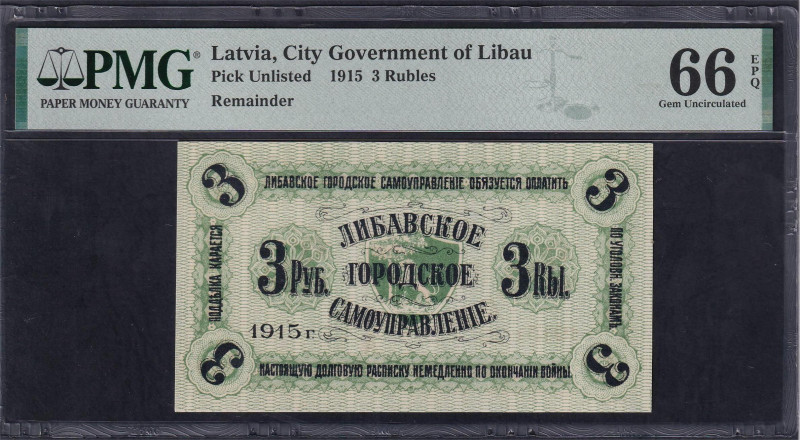 PMG®
PAPER MONEY GUARANTY
Latvia, City Government of Libau
Pick Unlisted 1915 3 Rubles
Remainder
66 EPQ
Gem Uncirculated
3 3
ЛИБАВСКОЕ ГОРОДСКОЕ САМОУПРАВЛЕНІЕ ОБЯЗУЕТСЯ ОПЛАТИТЬ
ПОДДѢЛКА КАРАЕТСЯ
ПО УГОЛОВН. ЗАКОНАМЪ
ЛИБАВСКОЕ
3 РУБ. ГОРОДСКОЕ 3 Rbl.
САМОУПРАВЛЕНІЕ.
1915 г
НАСТОЯЩУЮ ДОЛГОВУЮ РАСПИСКУ НЕМЕДЛЕННО ПО ОКОНЧАНІИ ВОЙНЫ.
3 3